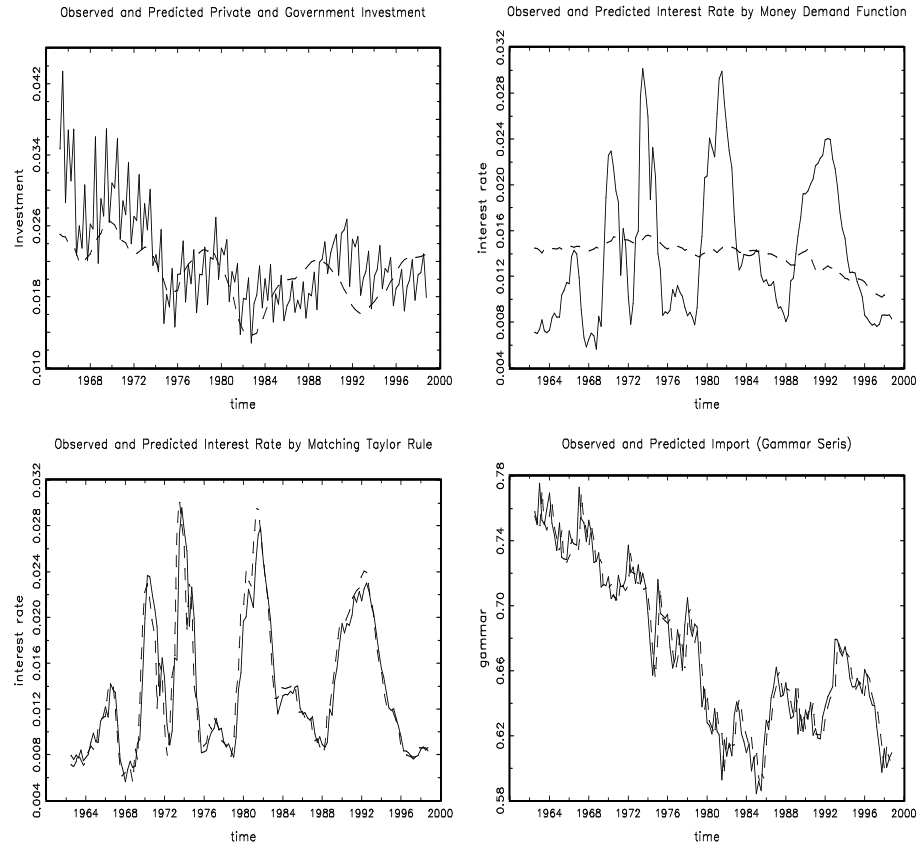 Observed and Predicted Private and Government Investment
Investment
0.042
0.034
0.026
0.018
0.010
1968 1972 1976 1980 1984 1988 1992 1996 2000
time
Observed and Predicted Interest Rate by Money Demand Function
interest rate
0.032
0.028
0.024
0.020
0.016
0.012
0.008
0.004
1964 1968 1972 1976 1980 1984 1988 1992 1996 2000
time
Observed and Predicted Interest Rate by Matching Taylor Rule
interest rate
0.032
0.028
0.024
0.020
0.016
0.012
0.008
0.004
1964 1968 1972 1976 1980 1984 1988 1992 1996 2000
time
Observed and Predicted Import (Gammar Seris)
gammar
0.78
0.74
0.70
0.66
0.62
0.58
1964 1968 1972 1976 1980 1984 1988 1992 1996 2000
time